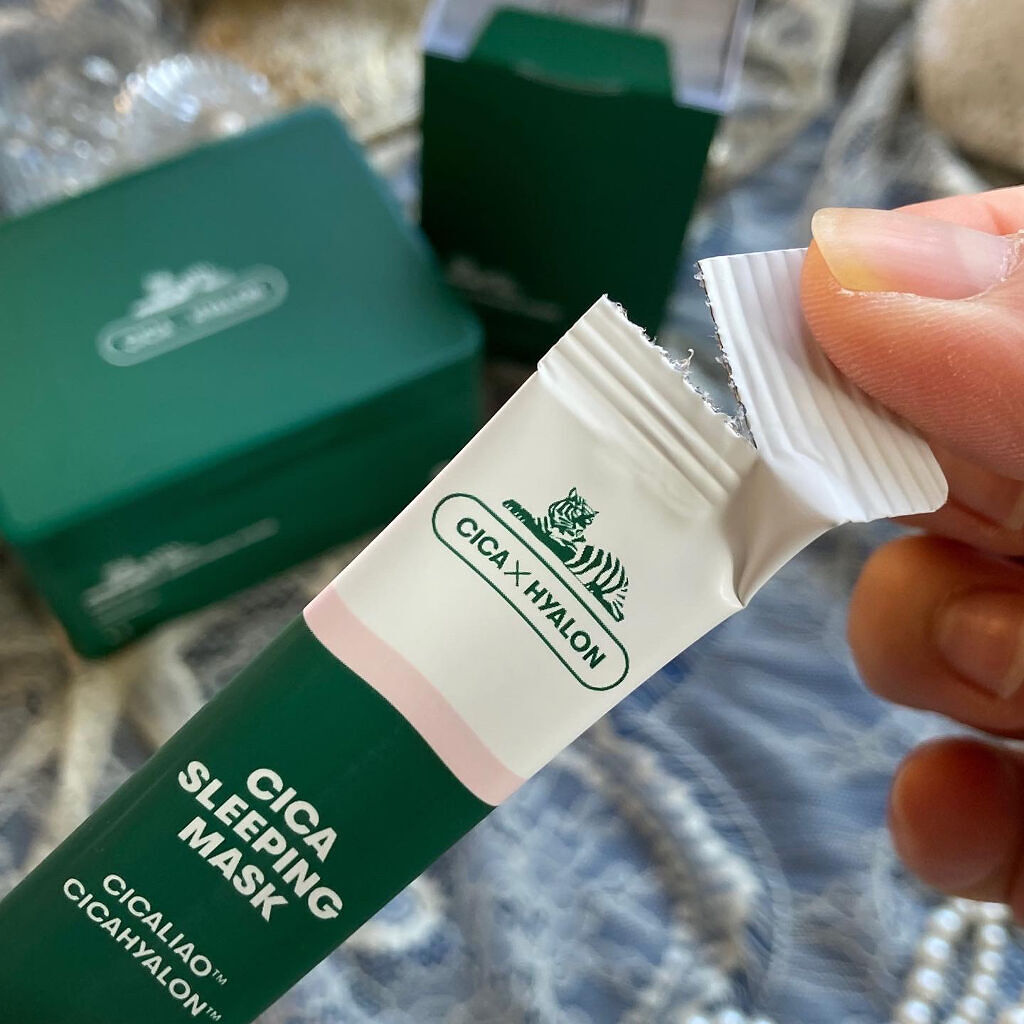 CICA × HYALON
CICA
SLEEPING
MASK
CICALIAO™
CICAHYALON™